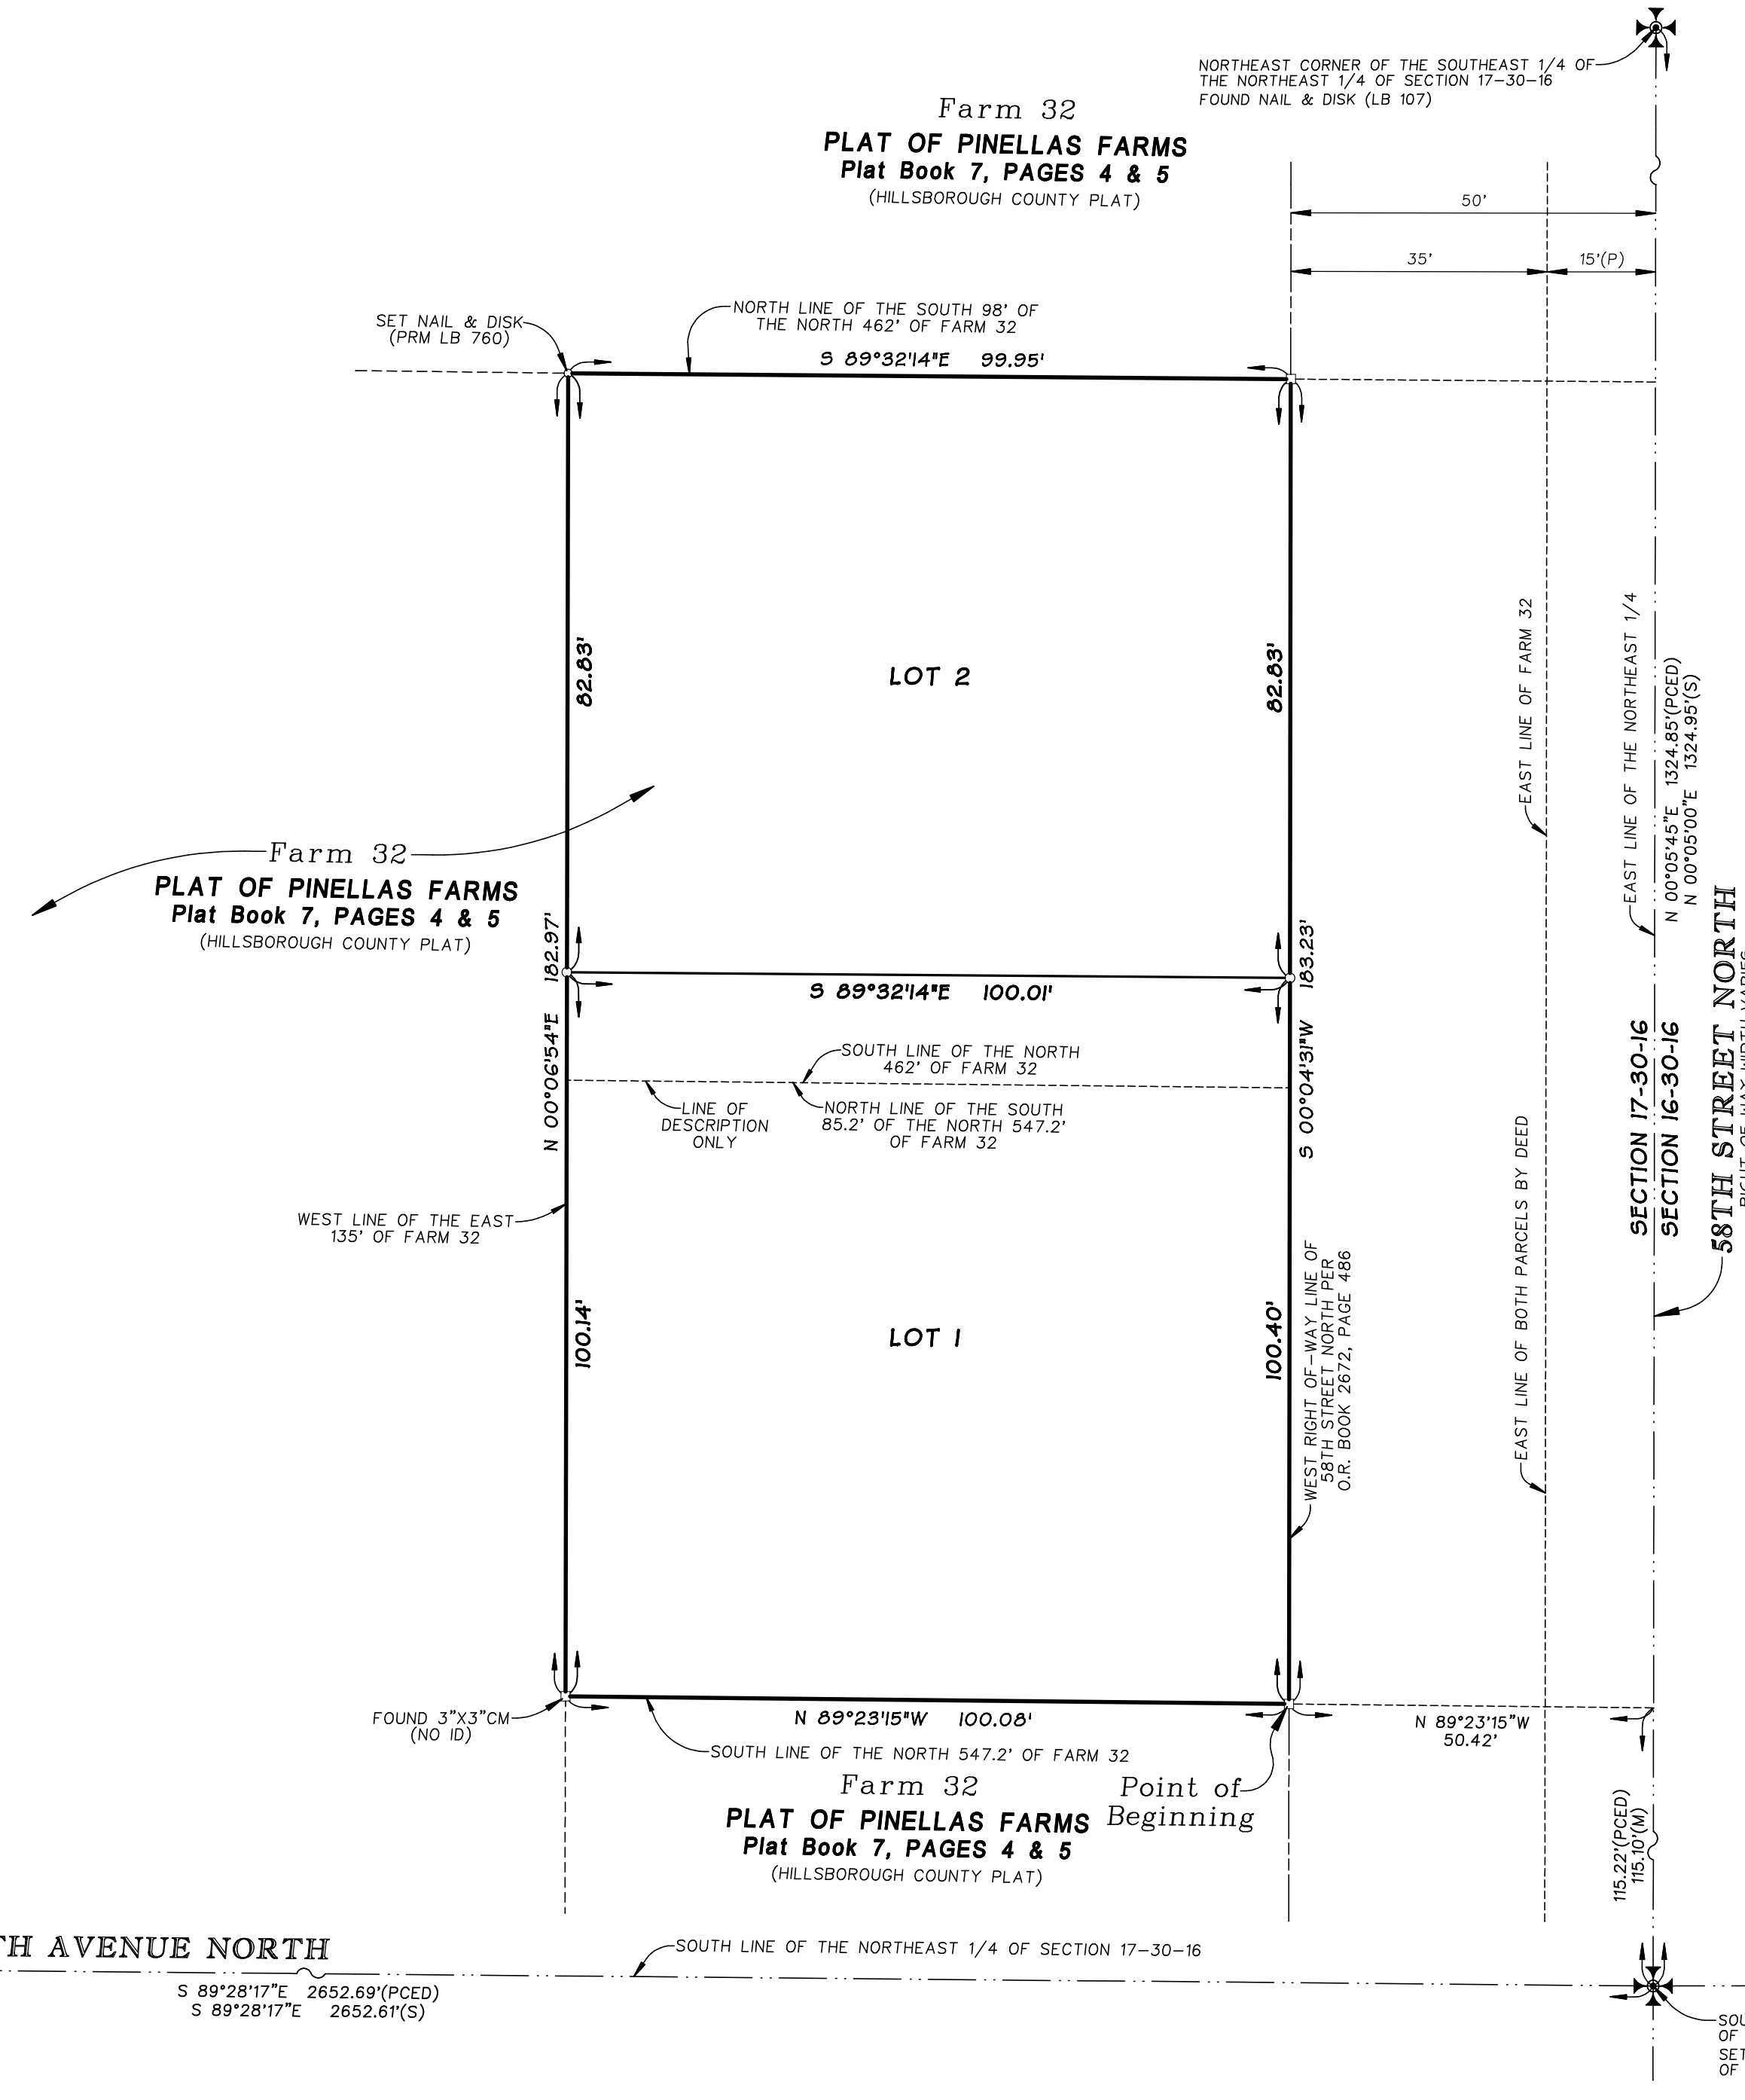 NORTHEAST CORNER OF THE SOUTHEAST 1/4 OF
THE NORTHEAST 1/4 OF SECTION 17-30-16
FOUND NAIL & DISK (LB 107)
Farm 32
PLAT OF PINELLAS FARMS
Plat Book 7, PAGES 4 & 5
(HILLSBOROUGH COUNTY PLAT)
50'
35'
15'(P)
SET NAIL & DISK
(PRM LB 760)
NORTH LINE OF THE SOUTH 98' OF
THE NORTH 462' OF FARM 32
S 89°32'14"E 99.95'
82.83'
LOT 2
82.83'
EAST LINE OF FARM 32
EAST LINE OF THE NORTHEAST 1/4
N 00°05'45"E 1324.85'(PCED)
N 00°05'00"E 1324.95'(S)
Farm 32
PLAT OF PINELLAS FARMS
Plat Book 7, PAGES 4 & 5
(HILLSBOROUGH COUNTY PLAT)
N 00°06'54"E 182.97'
S 00°04'31"W 183.23'
S 89°32'14"E 100.01'
SOUTH LINE OF THE NORTH
462' OF FARM 32
LINE OF
DESCRIPTION
ONLY
NORTH LINE OF THE SOUTH
85.2' OF THE NORTH 547.2'
OF FARM 32
SECTION 17-30-16
SECTION 16-30-16
58TH STREET NORTH
WEST LINE OF THE EAST
135' OF FARM 32
100.14'
LOT 1
100.40'
WEST RIGHT OF-WAY LINE OF
58TH STREET NORTH PER
O.R. BOOK 2672, PAGE 486
EAST LINE OF BOTH PARCELS BY DEED
FOUND 3"X3"CM
(NO ID)
N 89°23'15"W 100.08'
SOUTH LINE OF THE NORTH 547.2' OF FARM 32
N 89°23'15"W
50.42'
Farm 32
PLAT OF PINELLAS FARMS
Plat Book 7, PAGES 4 & 5
(HILLSBOROUGH COUNTY PLAT)
Point of
Beginning
115.22'(PCED)
115.10'(M)
TH AVENUE NORTH
SOUTH LINE OF THE NORTHEAST 1/4 OF SECTION 17-30-16
S 89°28'17"E 2652.69'(PCED)
S 89°28'17"E 2652.61'(S)
SOU
OF
SET
OF